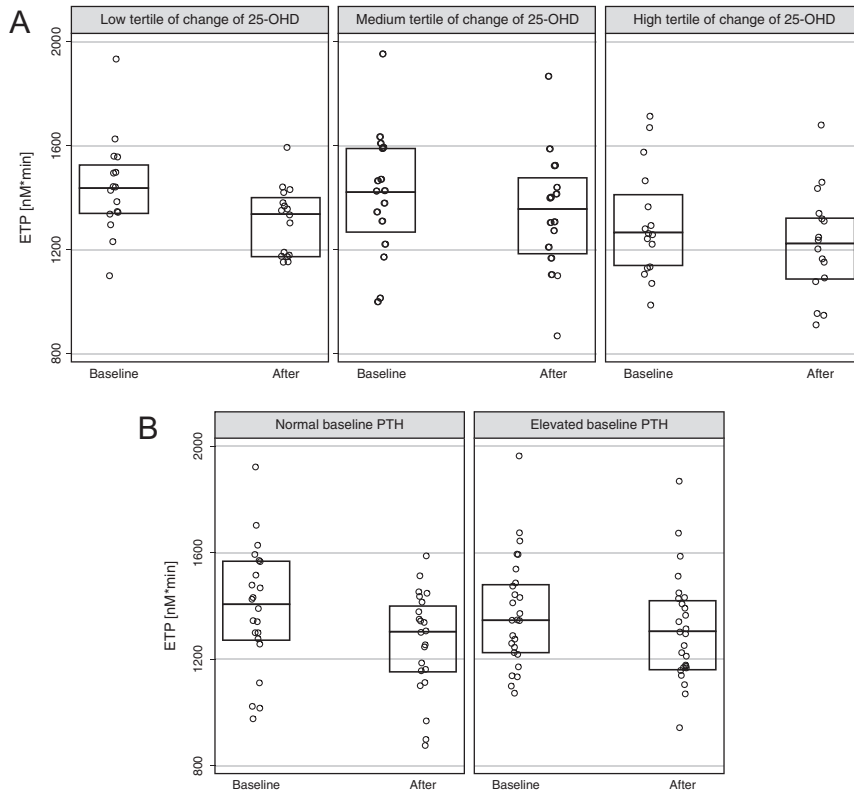 A
Low tertile of change of 25-OHD
Medium tertile of change of 25-OHD
High tertile of change of 25-OHD
ETP [nM*min]
2000
1600
1200
800
Baseline
After
Baseline
After
Baseline
After
B
Normal baseline PTH
Elevated baseline PTH
ETP [nM*min]
2000
1600
1200
800
Baseline
After
Baseline
After